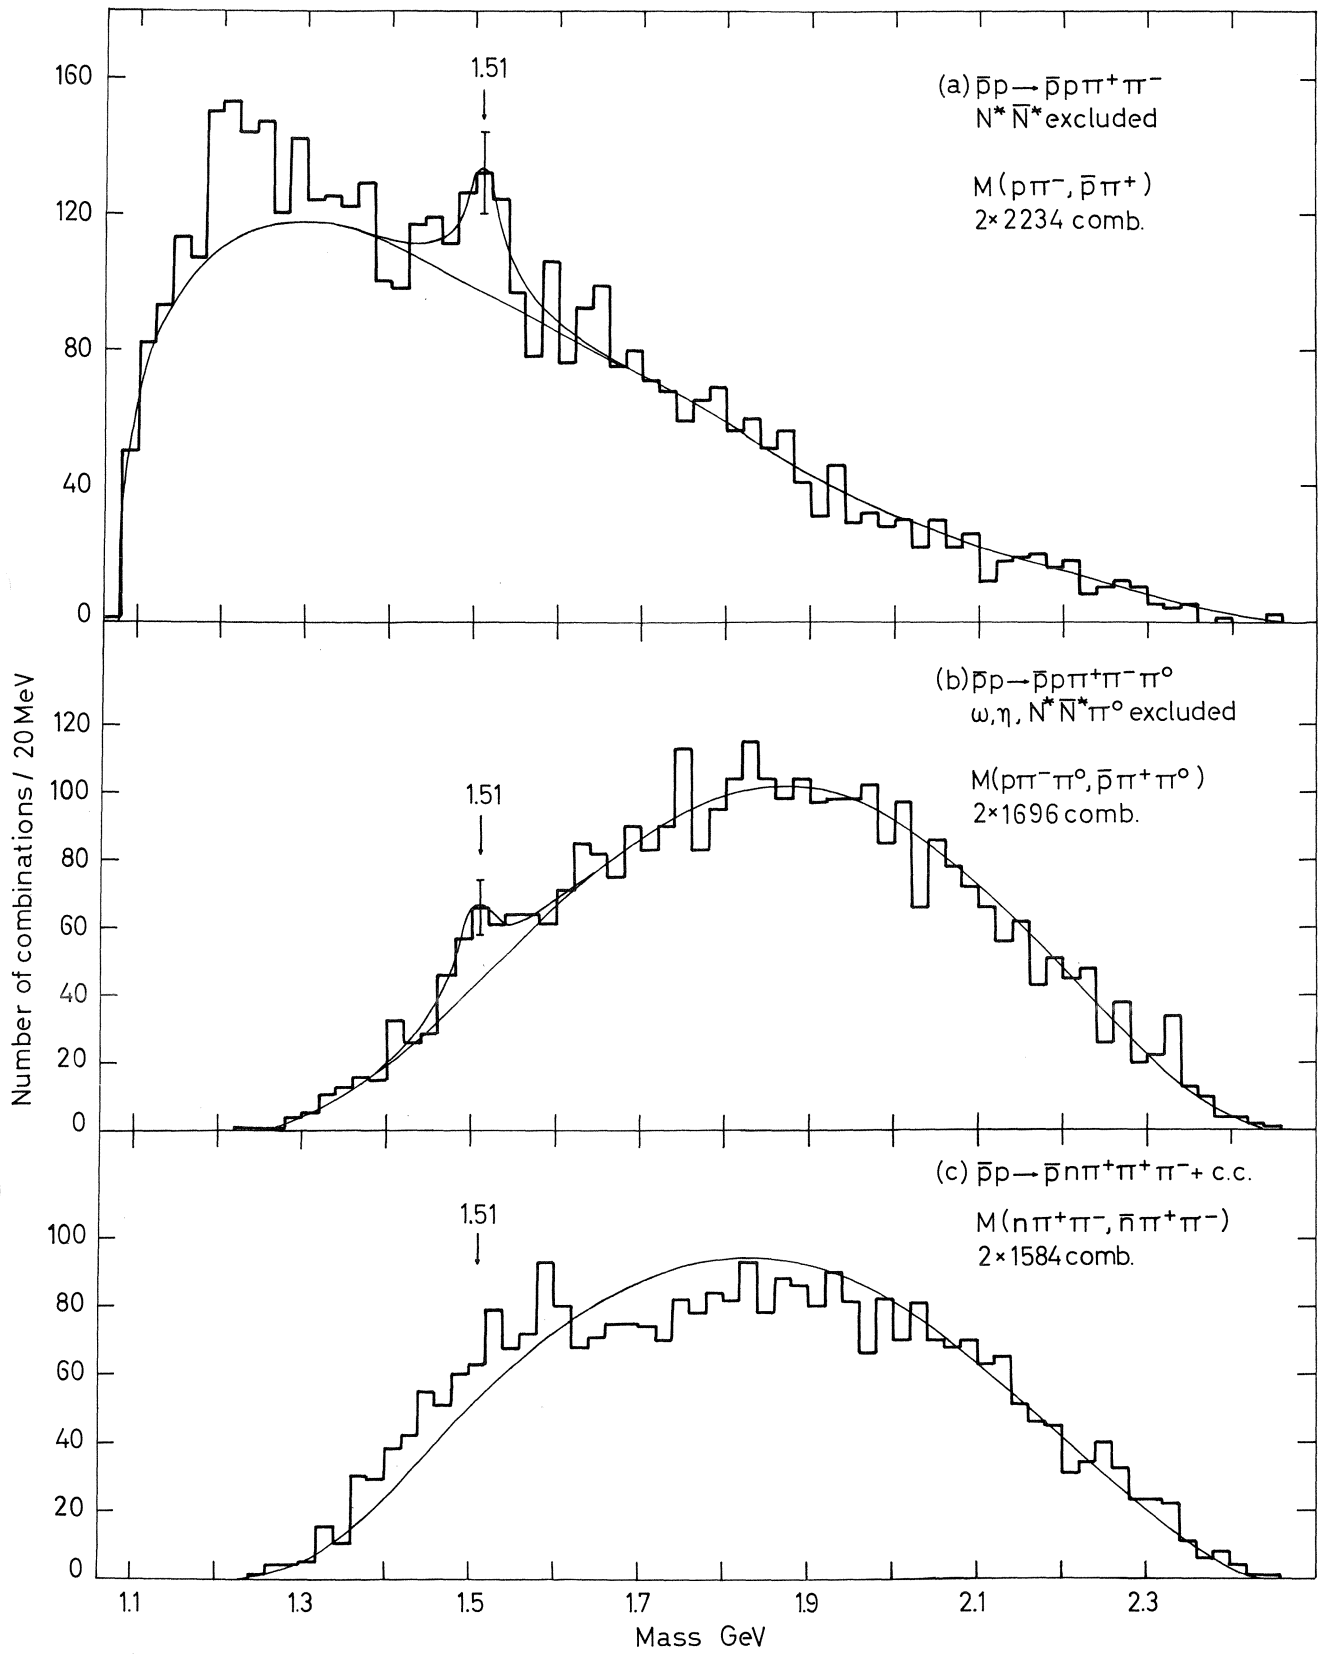 160
120
80
40
0
1.51
(a) p̅p → p̅pπ⁺π⁻
N* N̅* excluded
M(pπ⁻, p̅π⁺)
2×2234 comb.
Number of combinations / 20 MeV
120
100
80
60
40
20
0
1.51
(b) p̅p → p̅pπ⁺π⁻π⁰
ω, η, N* N̅* π⁰ excluded
M(pπ⁻π⁰, p̅π⁺π⁰)
2×1696 comb.
100
80
60
40
20
0
1.51
(c) p̅p → p̅nπ⁺π⁺π⁻ + c.c.
M(nπ⁺π⁻, n̅π⁺π⁻)
2×1584 comb.
1.1 1.3 1.5 1.7 1.9 2.1 2.3
Mass GeV